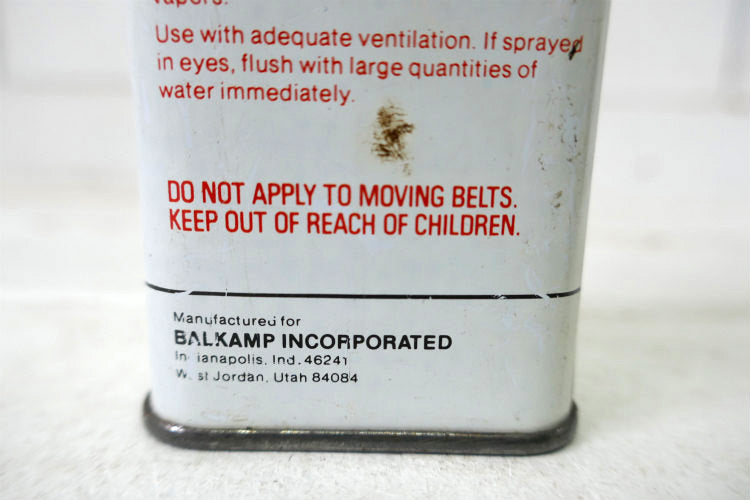 vapors.
Use with adequate ventilation. If sprayed
in eyes, flush with large quantities of
water immediately.
DO NOT APPLY TO MOVING BELTS.
KEEP OUT OF REACH OF CHILDREN.
Manufactured for
BALKAMP INCORPORATED
Indianapolis, Ind. 46241
West Jordan, Utah 84084